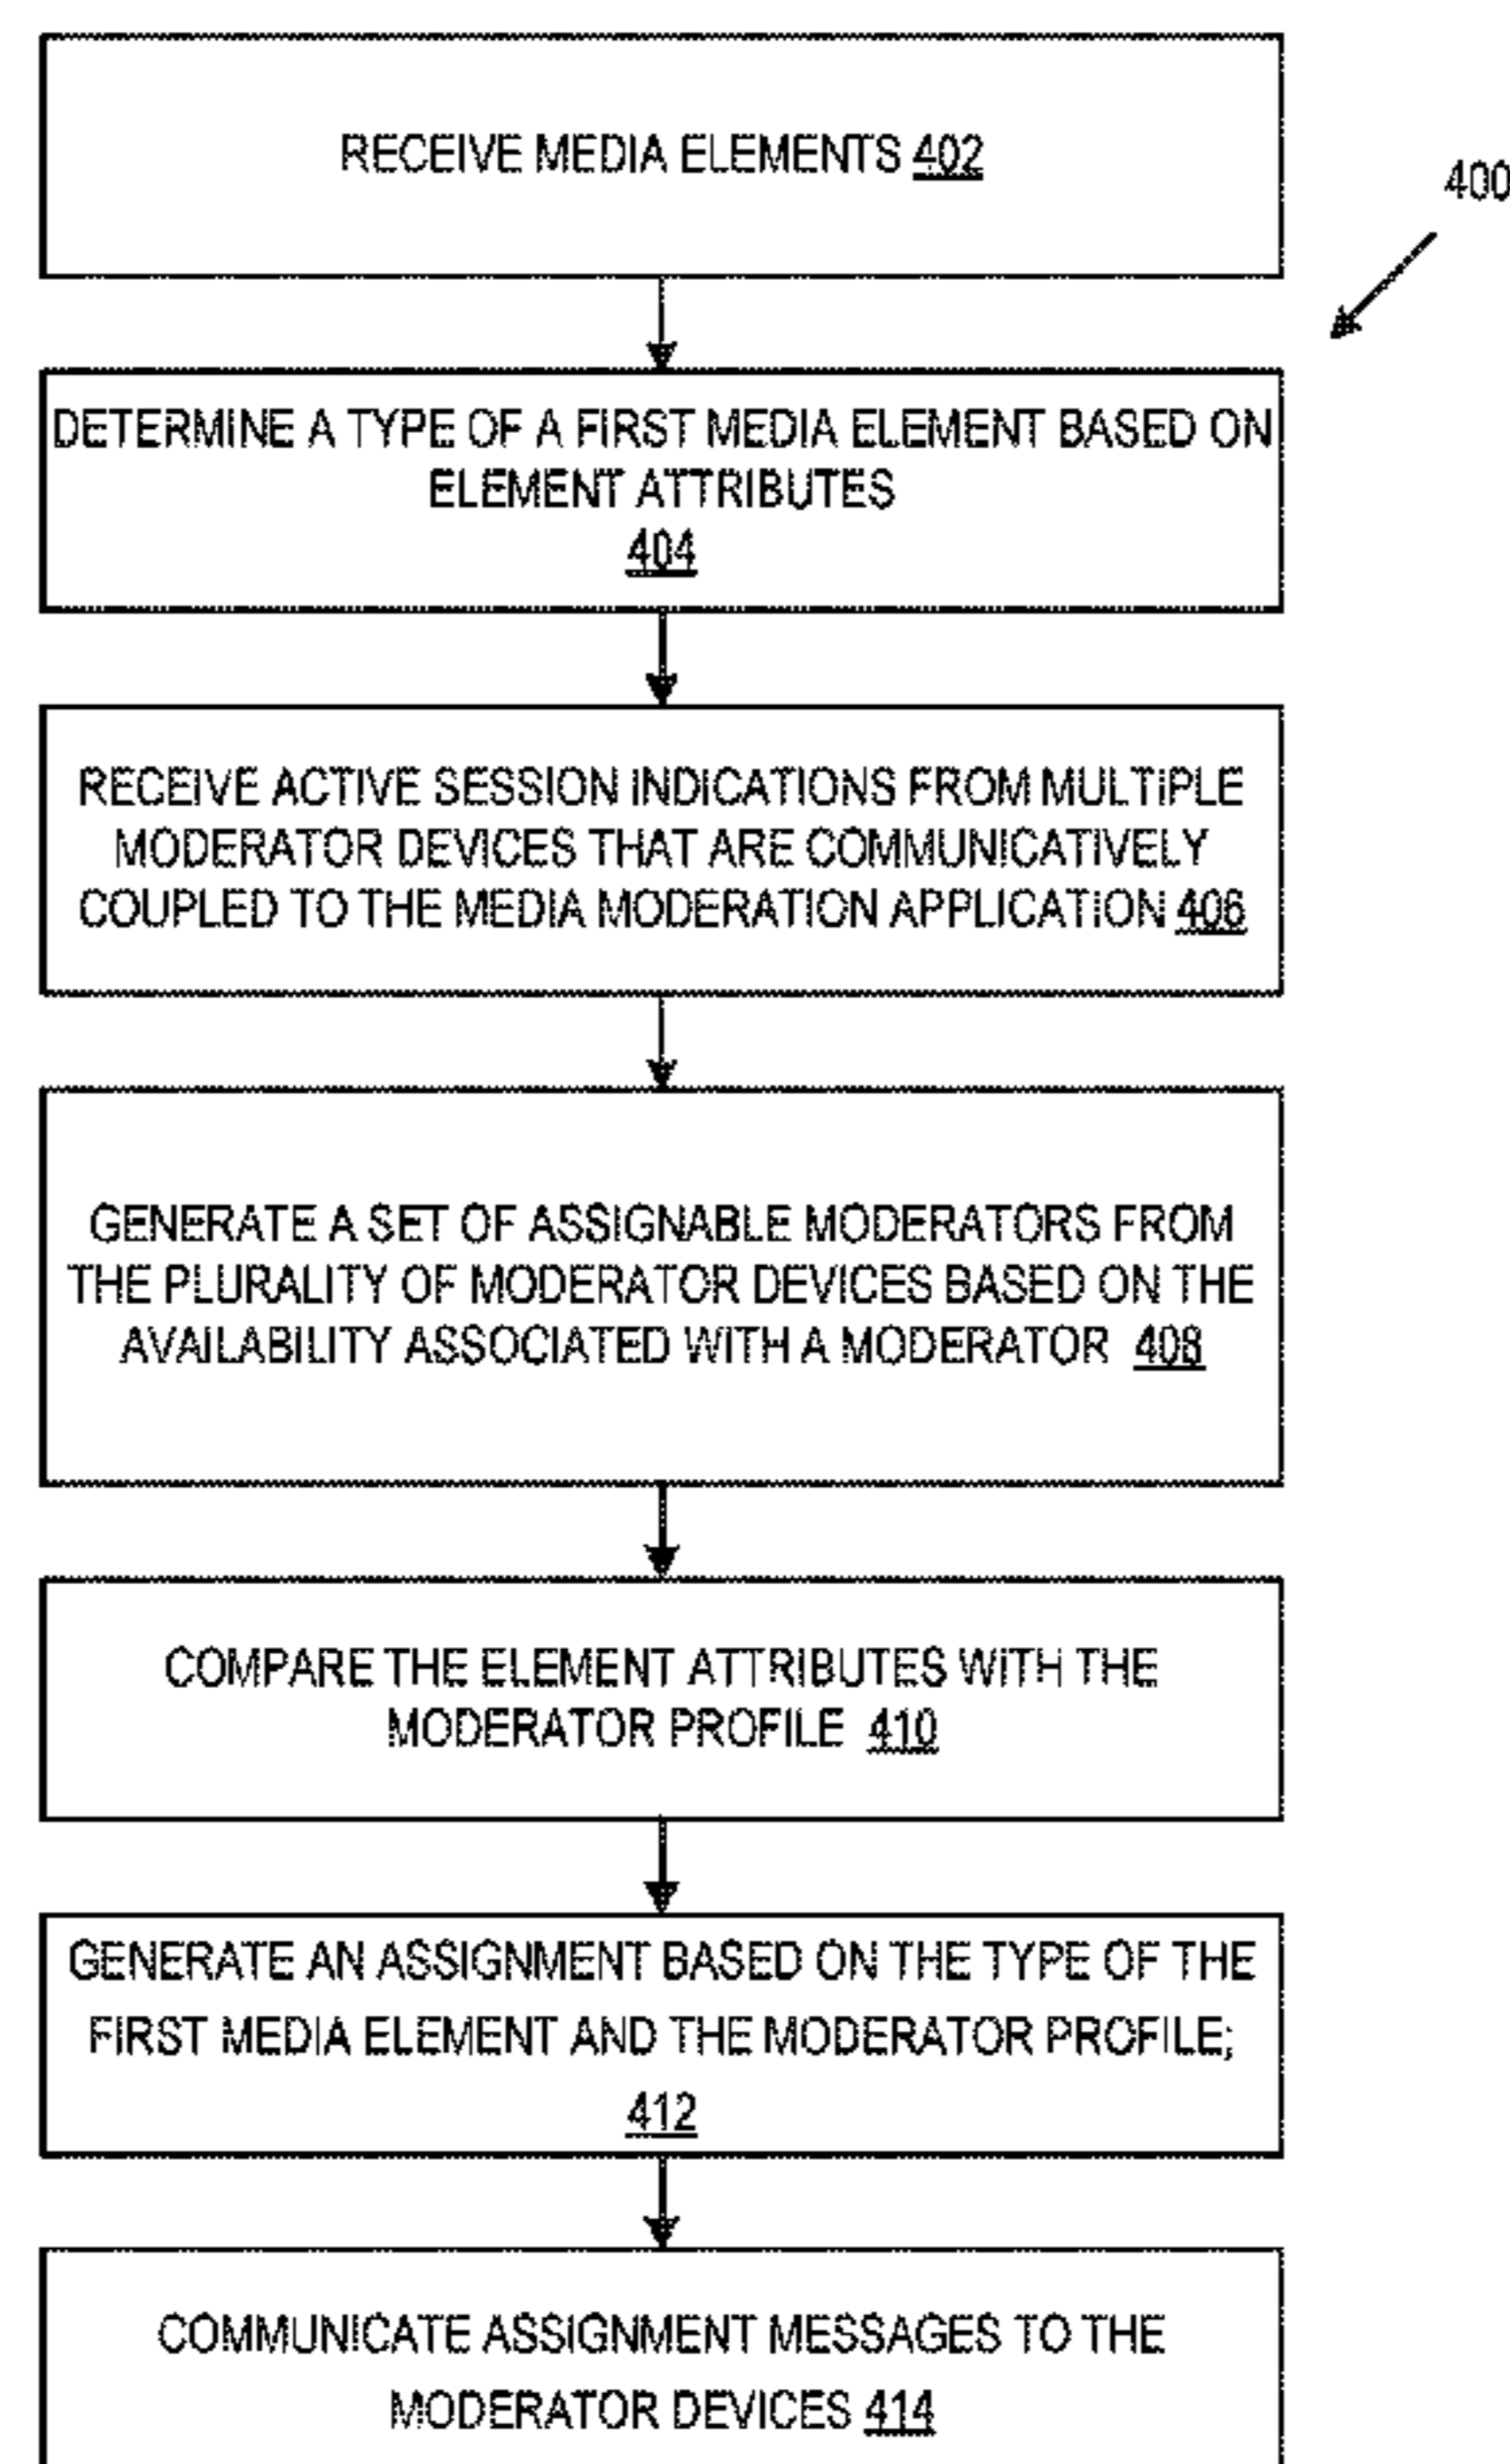 RECEIVE MEDIA ELEMENTS 402
400
DETERMINE A TYPE OF A FIRST MEDIA ELEMENT BASED ON
ELEMENT ATTRIBUTES
404
RECEIVE ACTIVE SESSION INDICATIONS FROM MULTIPLE
MODERATOR DEVICES THAT ARE COMMUNICATIVELY
COUPLED TO THE MEDIA MODERATION APPLICATION 406
GENERATE A SET OF ASSIGNABLE MODERATORS FROM
THE PLURALITY OF MODERATOR DEVICES BASED ON THE
AVAILABILITY ASSOCIATED WITH A MODERATOR 408
COMPARE THE ELEMENT ATTRIBUTES WITH THE
MODERATOR PROFILE 410
GENERATE AN ASSIGNMENT BASED ON THE TYPE OF THE
FIRST MEDIA ELEMENT AND THE MODERATOR PROFILE;
412
COMMUNICATE ASSIGNMENT MESSAGES TO THE
MODERATOR DEVICES 414